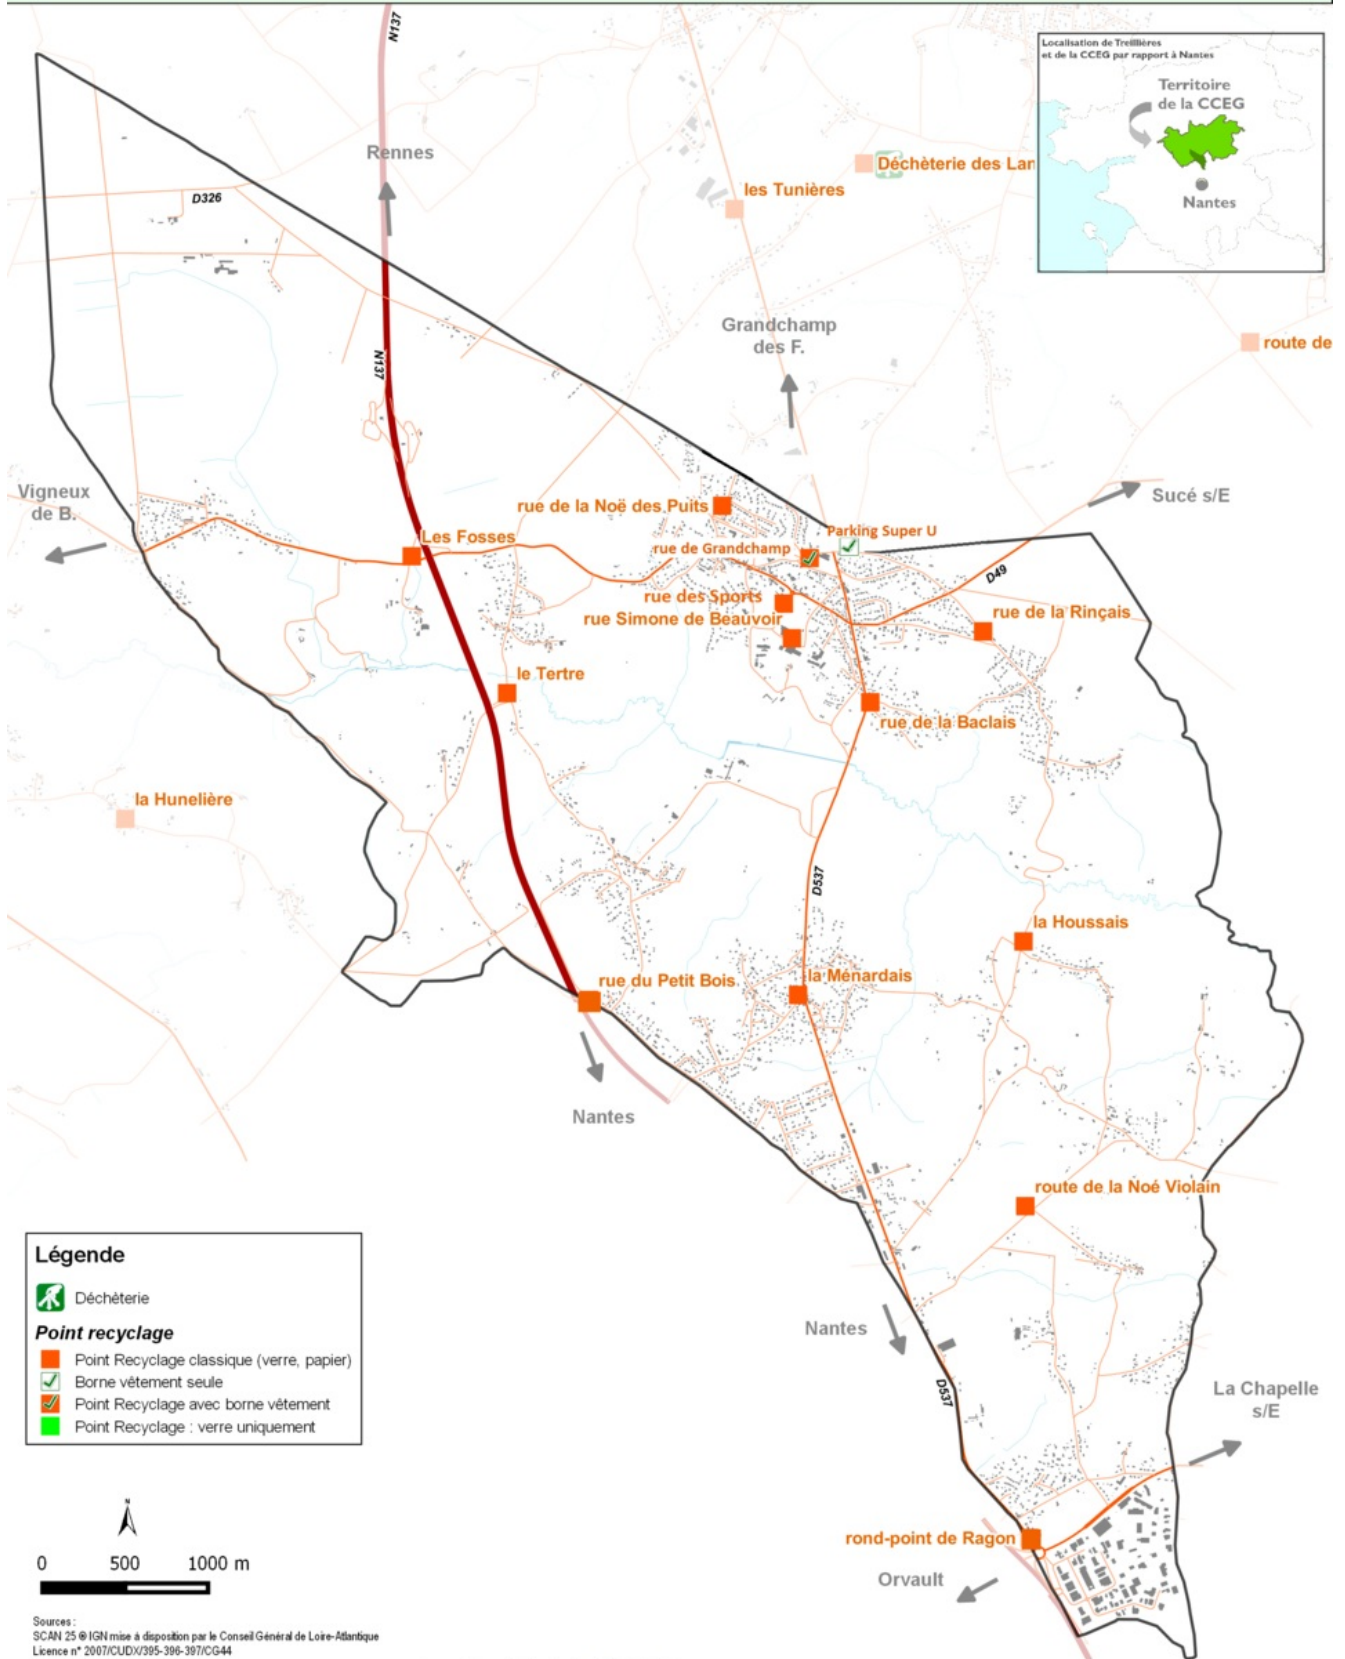 N137
Localisation de Treillières
et de la CCEG par rapport à Nantes
Territoire
de la CCEG
Nantes
Rennes
Déchèterie des Lan
les Tunières
D326
Grandchamp
des F.
route de
N137
Vigneux
de B.
Sucé s/E
rue de la Noë des Puits
Parking Super U
Les Fosses
rue de Grandchamp
D49
rue des Sports
rue Simone de Beauvoir
rue de la Rinçais
le Tertre
rue de la Baclais
la Hunelière
D537
la Houssais
rue du Petit Bois
la Ménardais
Nantes
route de la Noé Violain
Légende
Déchèterie
Point recyclage
Point Recyclage classique (verre, papier)
Borne vêtement seule
Point Recyclage avec borne vêtement
Point Recyclage : verre uniquement
Nantes
D537
La Chapelle
s/E
N
0 500 1000 m
rond-point de Ragon
Orvault
Sources :
SCAN 25 ® IGN mise à disposition par le Conseil Général de Loire-Atlantique
Licence n° 2007/CUDX/395-396-397/CG44